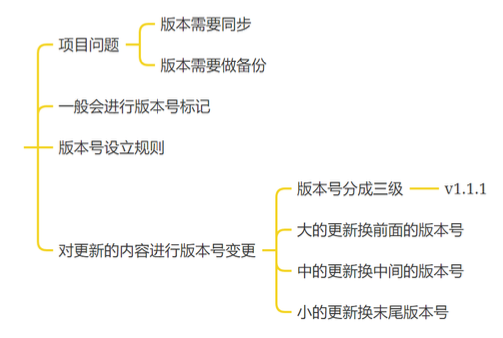 项目问题
版本需要同步
版本需要做备份
一般会进行版本号标记
版本号设立规则
对更新的内容进行版本号变更
版本号分成三级
v1.1.1
大的更新换前面的版本号
中的更新换中间的版本号
小的更新换末尾版本号